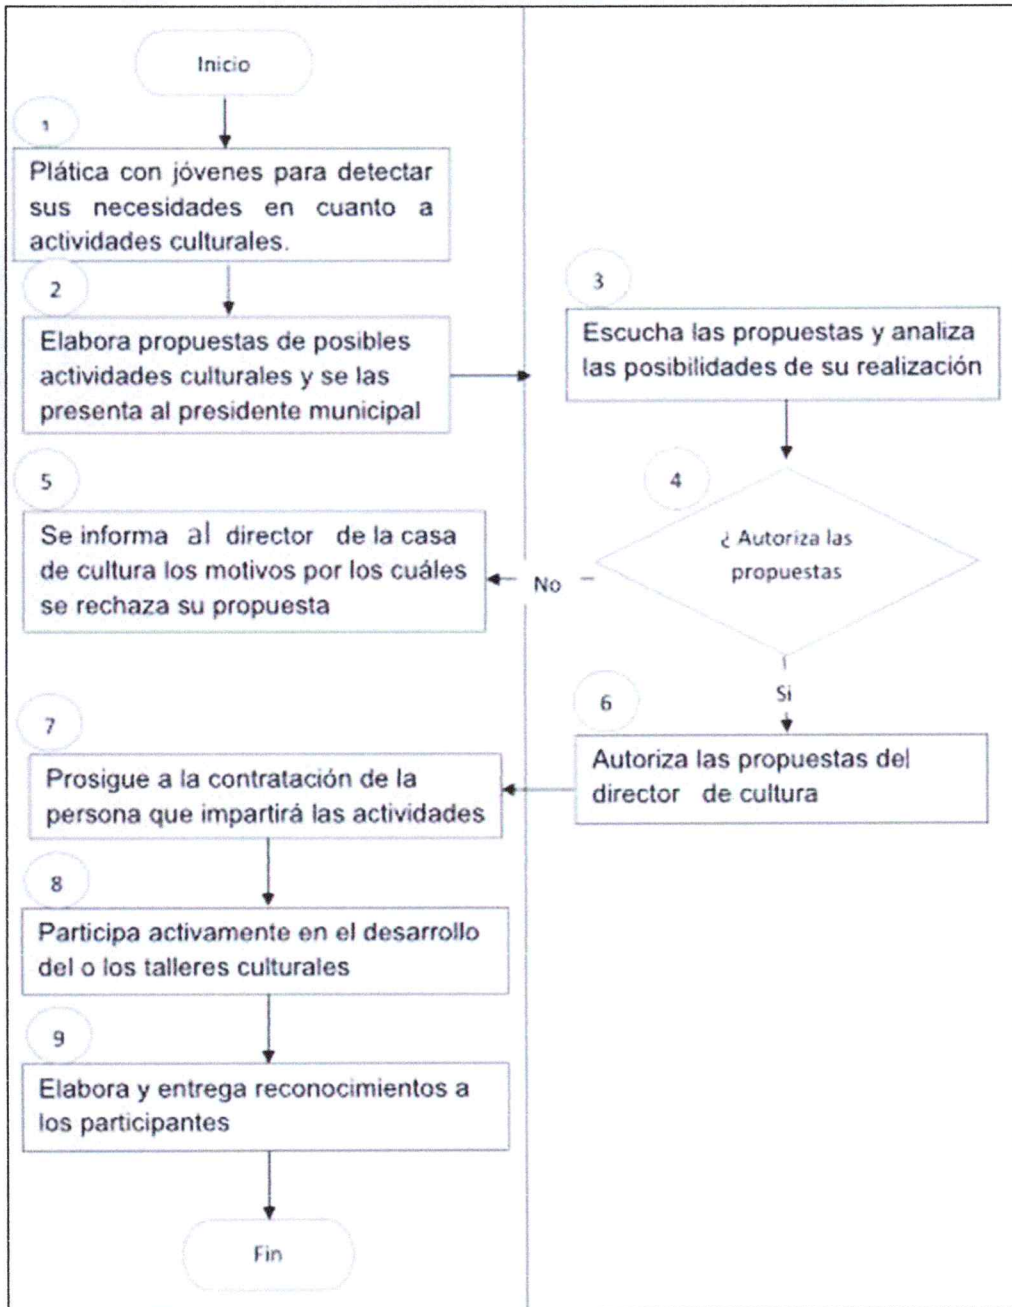 Inicio
1
Plática con jóvenes para detectar
sus necesidades en cuanto a
actividades culturales.
2
Elabora propuestas de posibles
actividades culturales y se las
presenta al presidente municipal
3
Escucha las propuestas y analiza
las posibilidades de su realización
4
¿ Autoriza las
propuestas
No
Si
5
Se informa al director de la casa
de cultura los motivos por los cuáles
se rechaza su propuesta
6
Autoriza las propuestas del
director de cultura
7
Prosigue a la contratación de la
persona que impartirá las actividades
8
Participa activamente en el desarrollo
del o los talleres culturales
9
Elabora y entrega reconocimientos a
los participantes
Fin